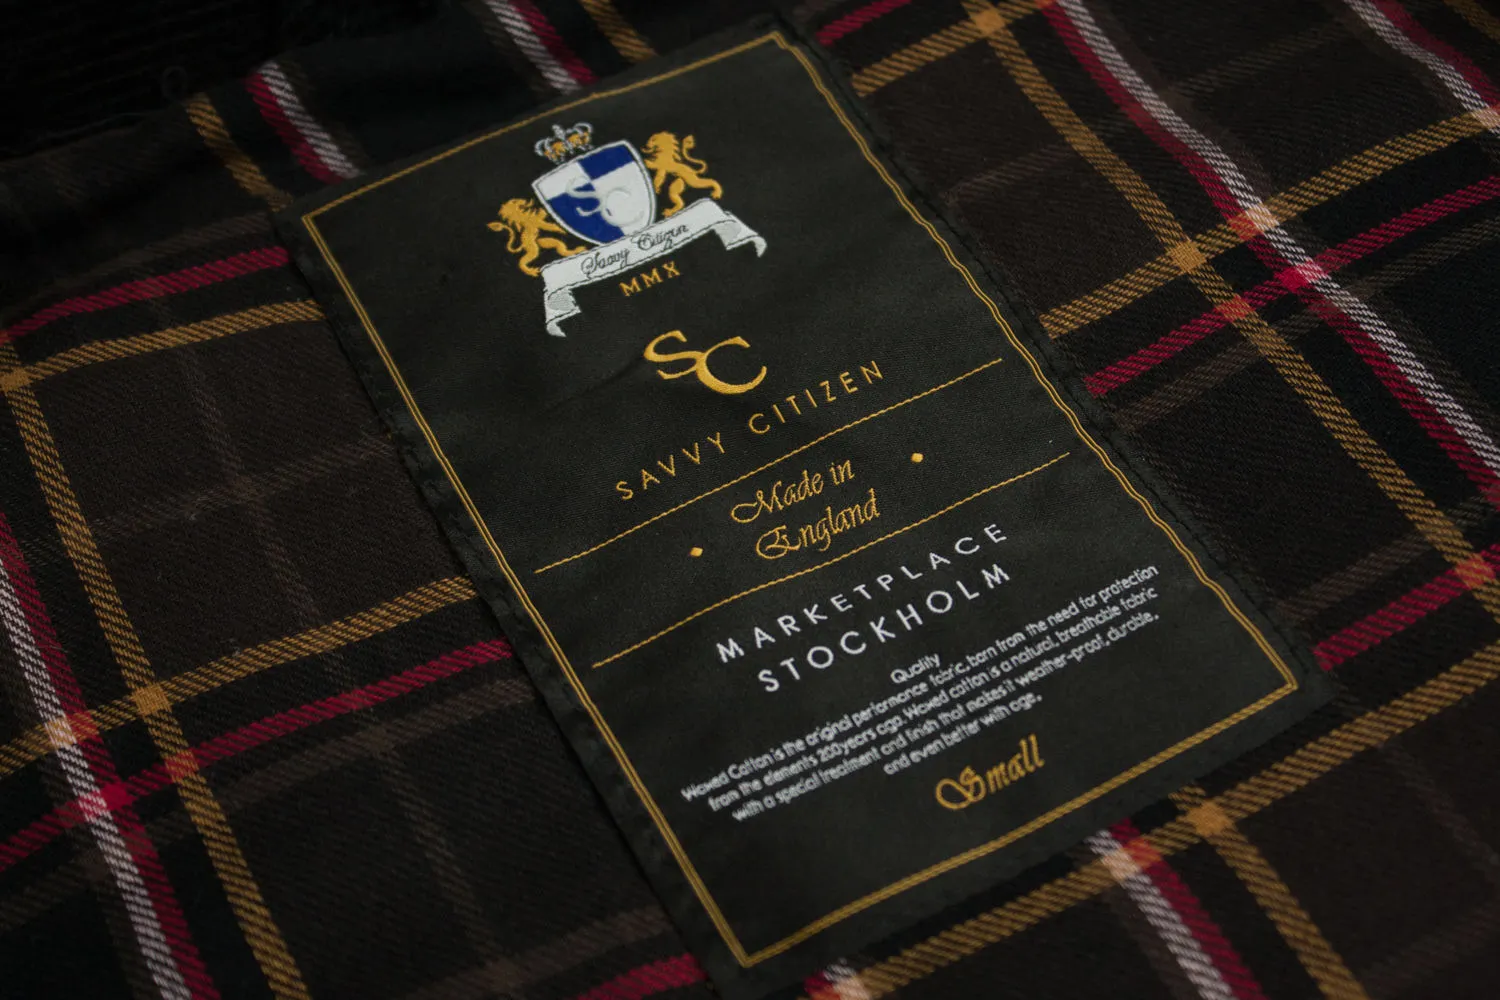 SC
Savvy Citizen
MMX
SC
SAVVY CITIZEN
Made in
England
MARKETPLACE
STOCKHOLM
Quality
Waxed Cotton is the original performance fabric, born from the need for protection
from the elements 200years ago. Waxed cotton is a natural, breathable fabric
with a special treatment and finish that makes it weather-proof, durable,
and even better with age.
Small